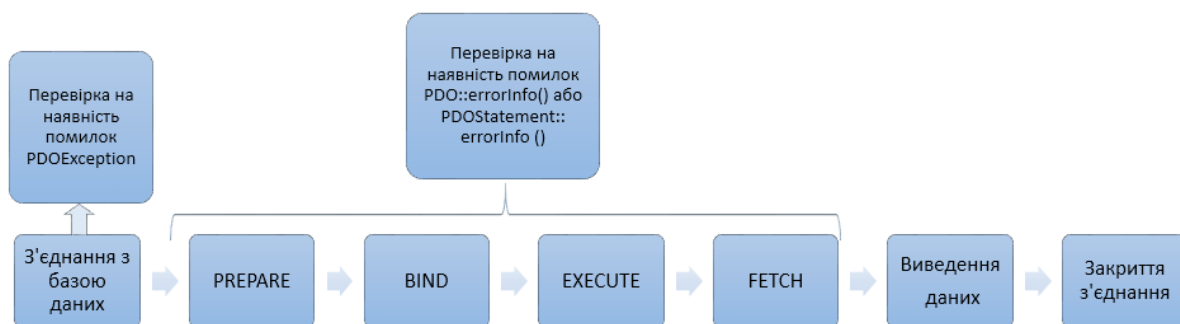 Перевірка на
наявність
помилок
PDOException
Перевірка на
наявність помилок
PDO::errorInfo() або
PDOStatement::
errorInfo ()
З'єднання з
базою
даних
PREPARE
BIND
EXECUTE
FETCH
Виведення
даних
Закриття
з'єднання